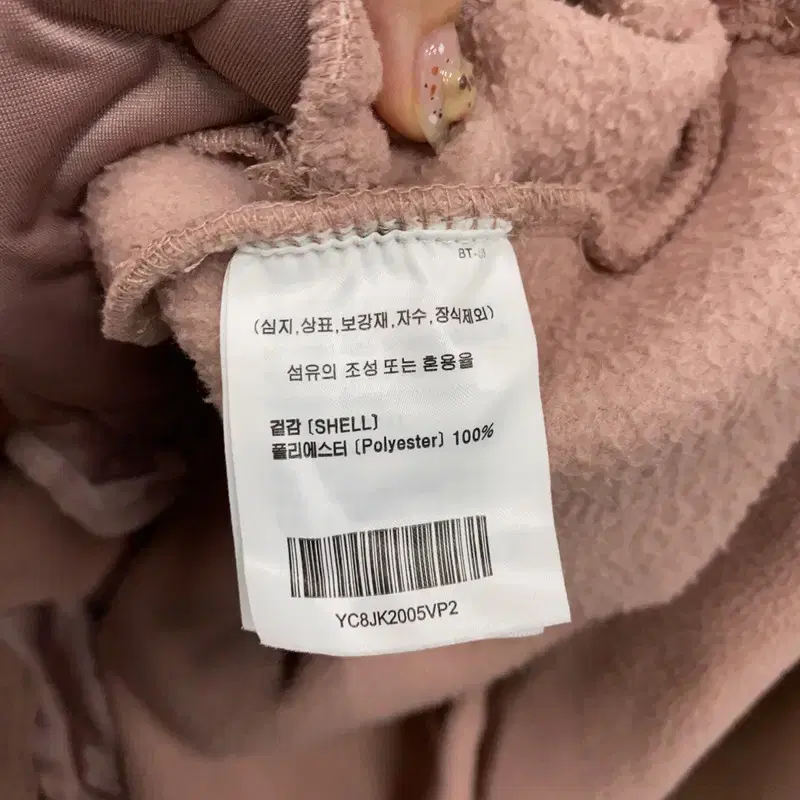 (심지,상표,보강재,자수,장식제외)
섬유의 조성 또는 혼용율
겉감 (SHELL)
폴리에스터 (Polyester) 100%
YC8JK2005VP2